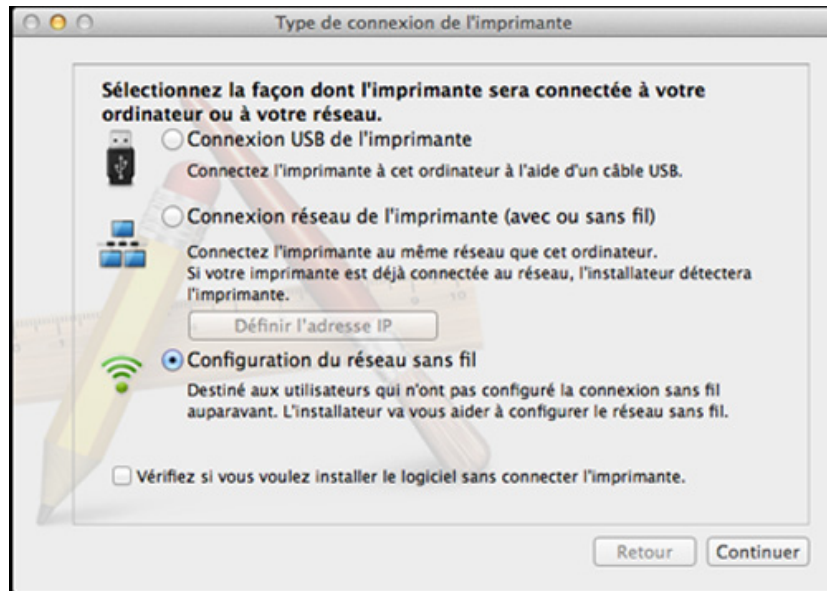 Type de connexion de l'imprimante
Sélectionnez la façon dont l'imprimante sera connectée à votre
ordinateur ou à votre réseau.
Connexion USB de l'imprimante
Connectez l'imprimante à cet ordinateur à l'aide d'un câble USB.
Connexion réseau de l'imprimante (avec ou sans fil)
Connectez l'imprimante au même réseau que cet ordinateur.
Si votre imprimante est déjà connectée au réseau, l'installateur détectera
l'imprimante.
Définir l'adresse IP
Configuration du réseau sans fil
Destiné aux utilisateurs qui n'ont pas configuré la connexion sans fil
auparavant. L'installateur va vous aider à configurer le réseau sans fil.
Vérifiez si vous voulez installer le logiciel sans connecter l'imprimante.
Retour
Continuer